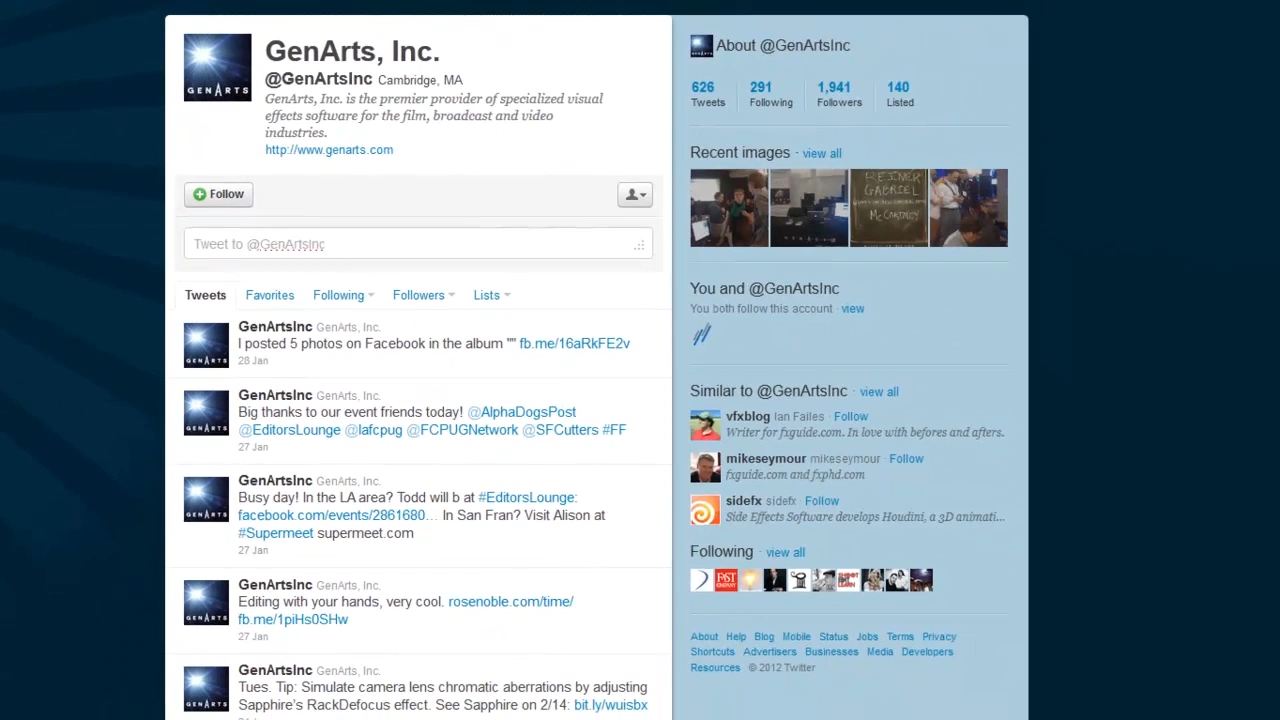 GenArts, Inc.
@GenArtsInc Cambridge, MA
GenArts, Inc. is the premier provider of specialized visual
effects software for the film, broadcast and video
industries.
http://www.genarts.com
GENARTS
Follow
Tweet to @GenArtsInc
Tweets Favorites Following Followers Lists
GenArtsInc GenArts, Inc.
I posted 5 photos on Facebook in the album "" fb.me/16aRkFE2v
28 Jan
GENARTS
GenArtsInc GenArts, Inc.
Big thanks to our event friends today! @AlphaDogsPost
@EditorsLounge @lafcpug @FCPUGNetwork @SFCutters #FF
27 Jan
GENARTS
GenArtsInc GenArts, Inc.
Busy day! In the LA area? Todd will b at #EditorsLounge:
facebook.com/events/2861680… In San Fran? Visit Alison at
#Supermeet supermeet.com
27 Jan
GENARTS
GenArtsInc GenArts, Inc.
Editing with your hands, very cool. rosenoble.com/time/
fb.me/1piHs0SHw
27 Jan
GENARTS
GenArtsInc GenArts, Inc.
Tues. Tip: Simulate camera lens chromatic aberrations by adjusting
Sapphire's RackDefocus effect. See Sapphire on 2/14: bit.ly/wuisbx
GENARTS
About @GenArtsInc
626 291 1,941 140
Tweets Following Followers Listed
Recent images · view all
REINER
GABRIEL
McCARTNEY
You and @GenArtsInc
You both follow this account · view
Similar to @GenArtsInc · view all
vfxblog Ian Failes · Follow
Writer for fxguide.com. In love with befores and afters.
mikeseymour mikeseymour · Follow
fxguide.com and fxphd.com
sidefx sidefx · Follow
Side Effects Software develops Houdini, a 3D animati...
Following · view all
FAST
COMPANY
About Help Blog Mobile Status Jobs Terms Privacy
Shortcuts Advertisers Businesses Media Developers
Resources © 2012 Twitter